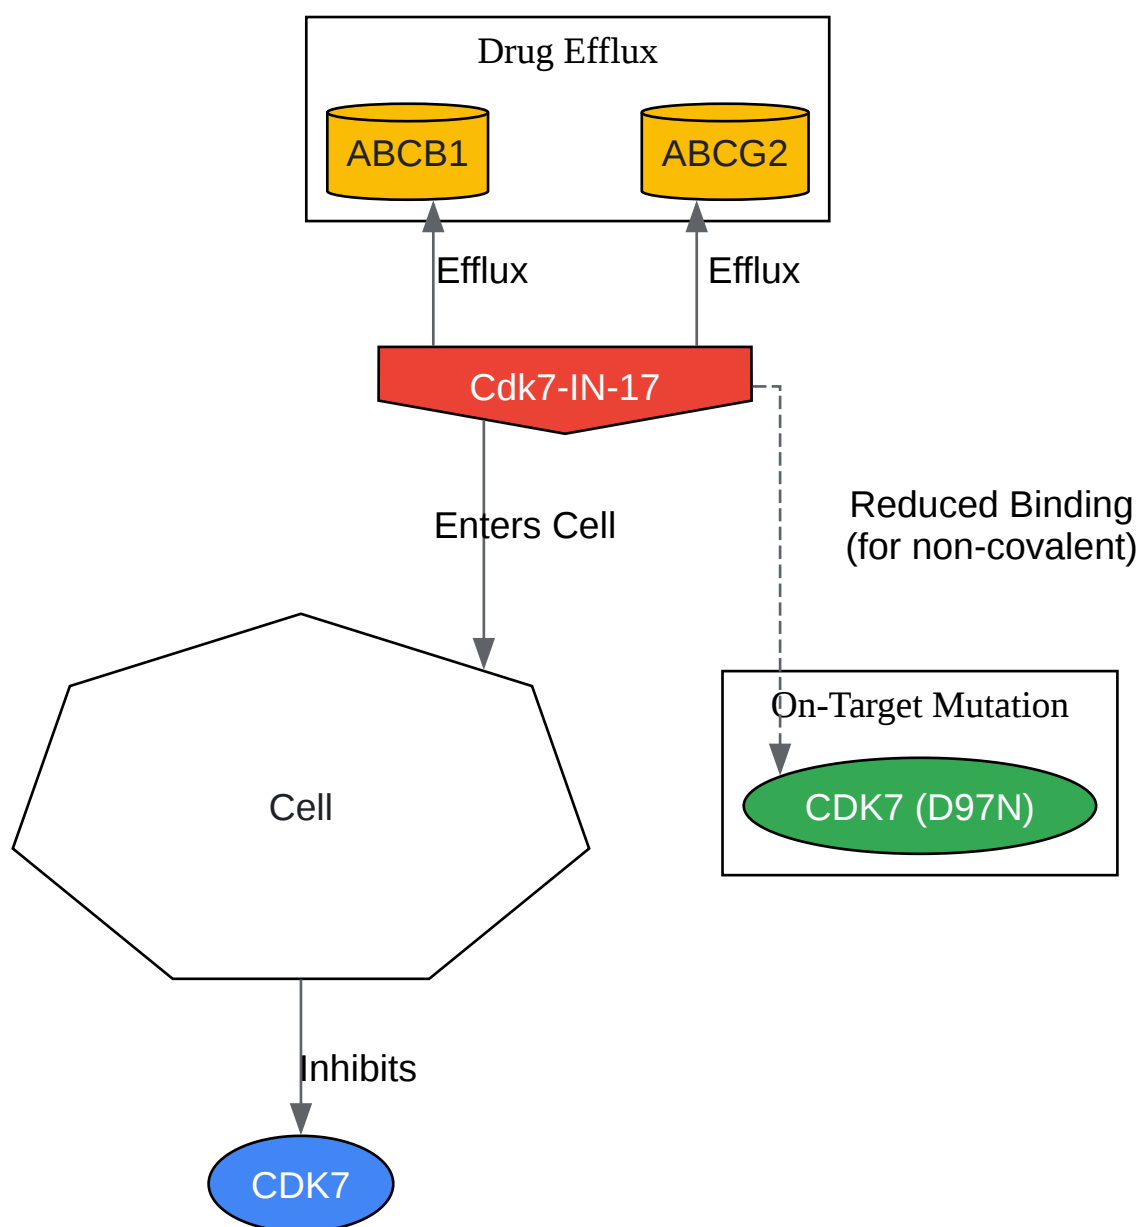 Drug Efflux
ABCB1
ABCG2
Efflux
Efflux
Cdk7-IN-17
Enters Cell
Reduced Binding
(for non-covalent)
On-Target Mutation
CDK7 (D97N)
Cell
Inhibits
CDK7